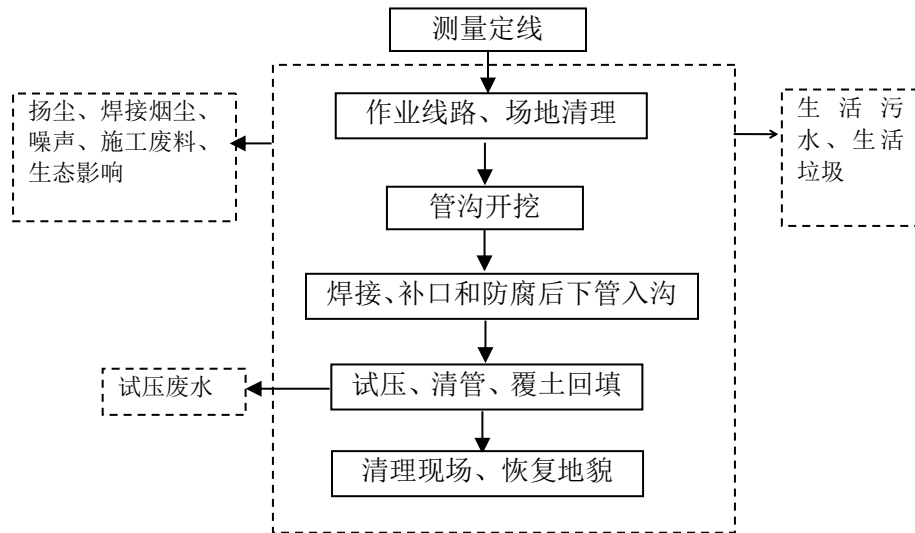 测量定线
扬尘、焊接烟尘、
噪声、施工废料、
生态影响
作业线路、场地清理
生活污
水、生活
垃圾
管沟开挖
焊接、补口和防腐后下管入沟
试压废水
试压、清管、覆土回填
清理现场、恢复地貌